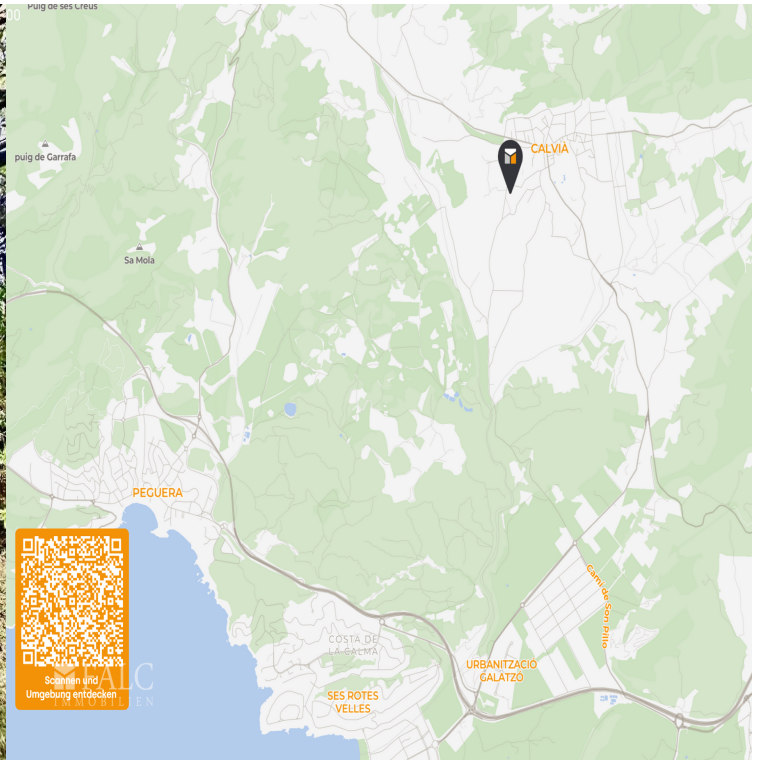 Puig de ses Creus
puig de Garrafa
CALVIÀ
Sa Mola
PEGUERA
Camí de Son Pillo
COSTA DE
LA CALMA
URBANITZACIÓ
GALATZÓ
SES ROTES
VELLES
Scannen und
Umgebung entdecken
FALC
IMMOBILIEN